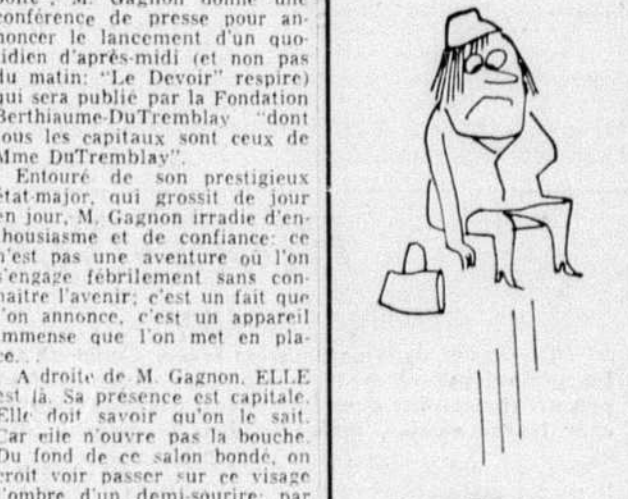 M. Gagnon donne une
conférence de presse pour an-
noncer le lancement d'un quo-
tidien d'après-midi (et non pas
du matin: "Le Devoir" respire)
qui sera publié par la Fondation
Berthiaume-DuTremblay "dont
tous les capitaux sont ceux de
Mme DuTremblay".
Entouré de son prestigieux
état-major, qui grossit de jour
en jour, M. Gagnon irradie d'en-
thousiasme et de confiance: ce
n'est pas une aventure où l'on
s'engage fébrilement sans con-
naître l'avenir; c'est un fait que
l'on annonce, c'est un appareil
immense que l'on met en pla-
ce.
A droite de M. Gagnon, ELLE
est là. Sa présence est capitale.
Elle doit savoir qu'on le sait.
Car elle n'ouvre pas la bouche.
Du fond de ce salon bondé, on
croit voir passer sur ce visage
l'ombre d'un demi-sourire: par